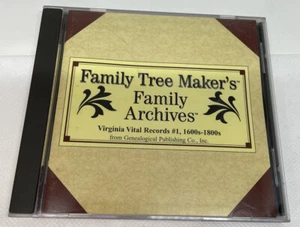 Family Tree Maker's™
Family
Archives™
Virginia Vital Records #1, 1600s-1800s
from Genealogical Publishing Co., Inc.